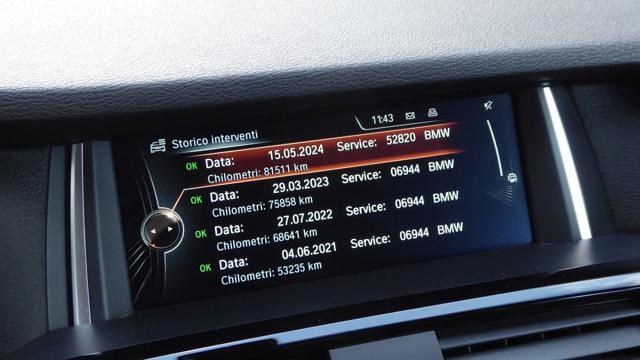 11:43
Storico interventi
OK Data: 15.05.2024 Service: 52820 BMW
Chilometri: 81511 km
OK Data: 29.03.2023 Service: 06944 BMW
Chilometri: 75858 km
OK Data: 27.07.2022 Service: 06944 BMW
Chilometri: 68641 km
OK Data: 04.06.2021 Service: 06944 BMW
Chilometri: 53235 km